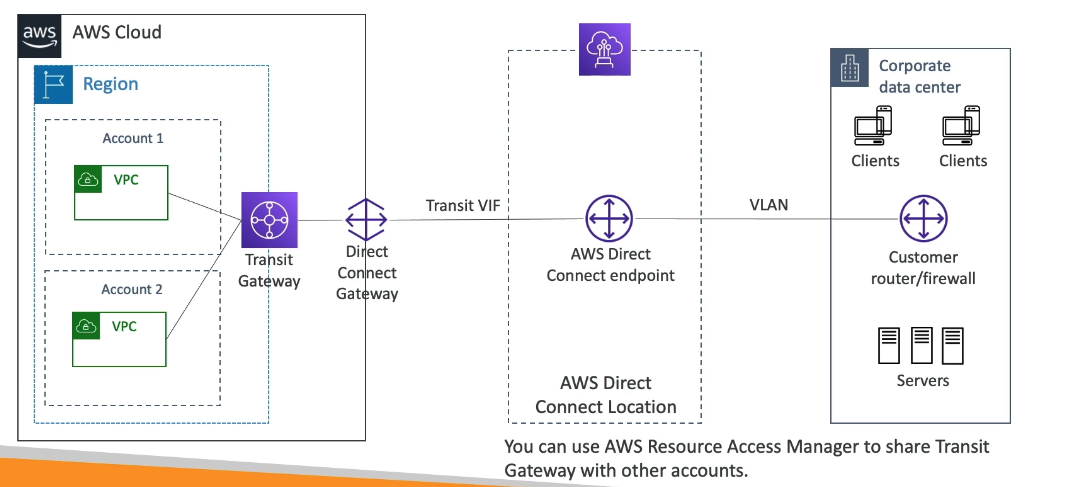 aws
AWS Cloud
Region
Account 1
VPC
Account 2
VPC
Transit
Gateway
Direct
Connect
Gateway
Transit VIF
AWS Direct
Connect endpoint
AWS Direct
Connect Location
VLAN
Corporate
data center
Clients
Clients
Customer
router/firewall
Servers
You can use AWS Resource Access Manager to share Transit
Gateway with other accounts.